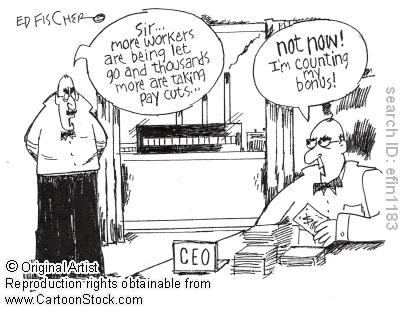 ED FISCHER
Sir...
more workers
are being let
go and thousands
more are taking
pay cuts...
not now!
I'm counting
my
bonus!
CEO
search ID: efin1183
© Original Artist
Reproduction rights obtainable from
www.CartoonStock.com